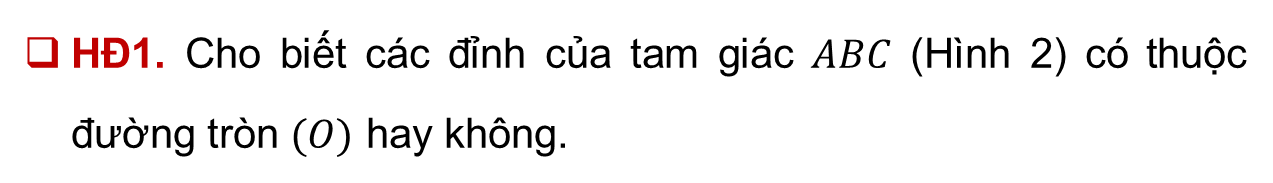 ❑ HĐ1. Cho biết các đỉnh của tam giác ABC (Hình 2) có thuộc
đường tròn (O) hay không.